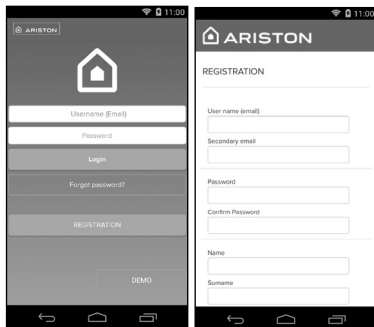 11:00
ARISTON
Username (Email)
Password
Login
Forgot password?
REGISTRATION
DEMO
11:00
ARISTON
REGISTRATION
User name (email)
Secondary email
Password
Confirm Password
Name
Surname